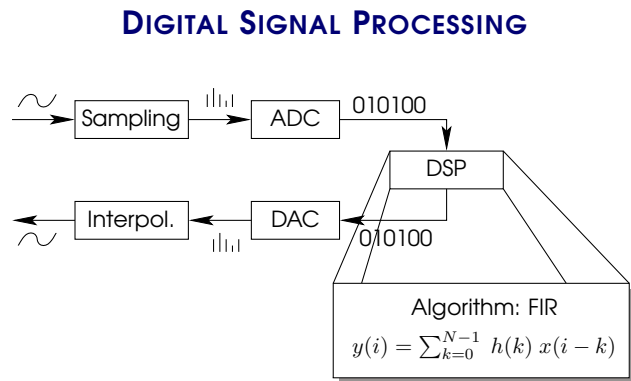 DIGITAL SIGNAL PROCESSING
Sampling
ADC
010100
DSP
Interpol.
DAC
010100
Algorithm: FIR
y(i) = ∑_{k=0}^{N−1} h(k) x(i − k)